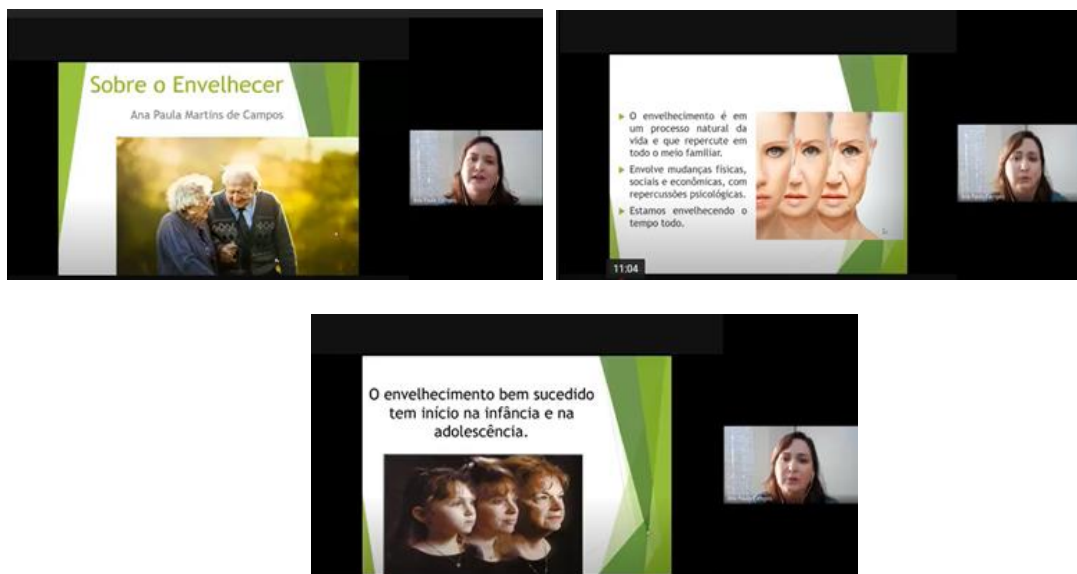 Sobre o Envelhecer
Ana Paula Martins de Campos
O envelhecimento é em
um processo natural da
vida e que repercute em
todo o meio familiar.
Envolve mudanças físicas,
sociais e econômicas, com
repercussões psicológicas.
Estamos envelhecendo o
tempo todo.
11:04
O envelhecimento bem sucedido
tem início na infância e na
adolescência.